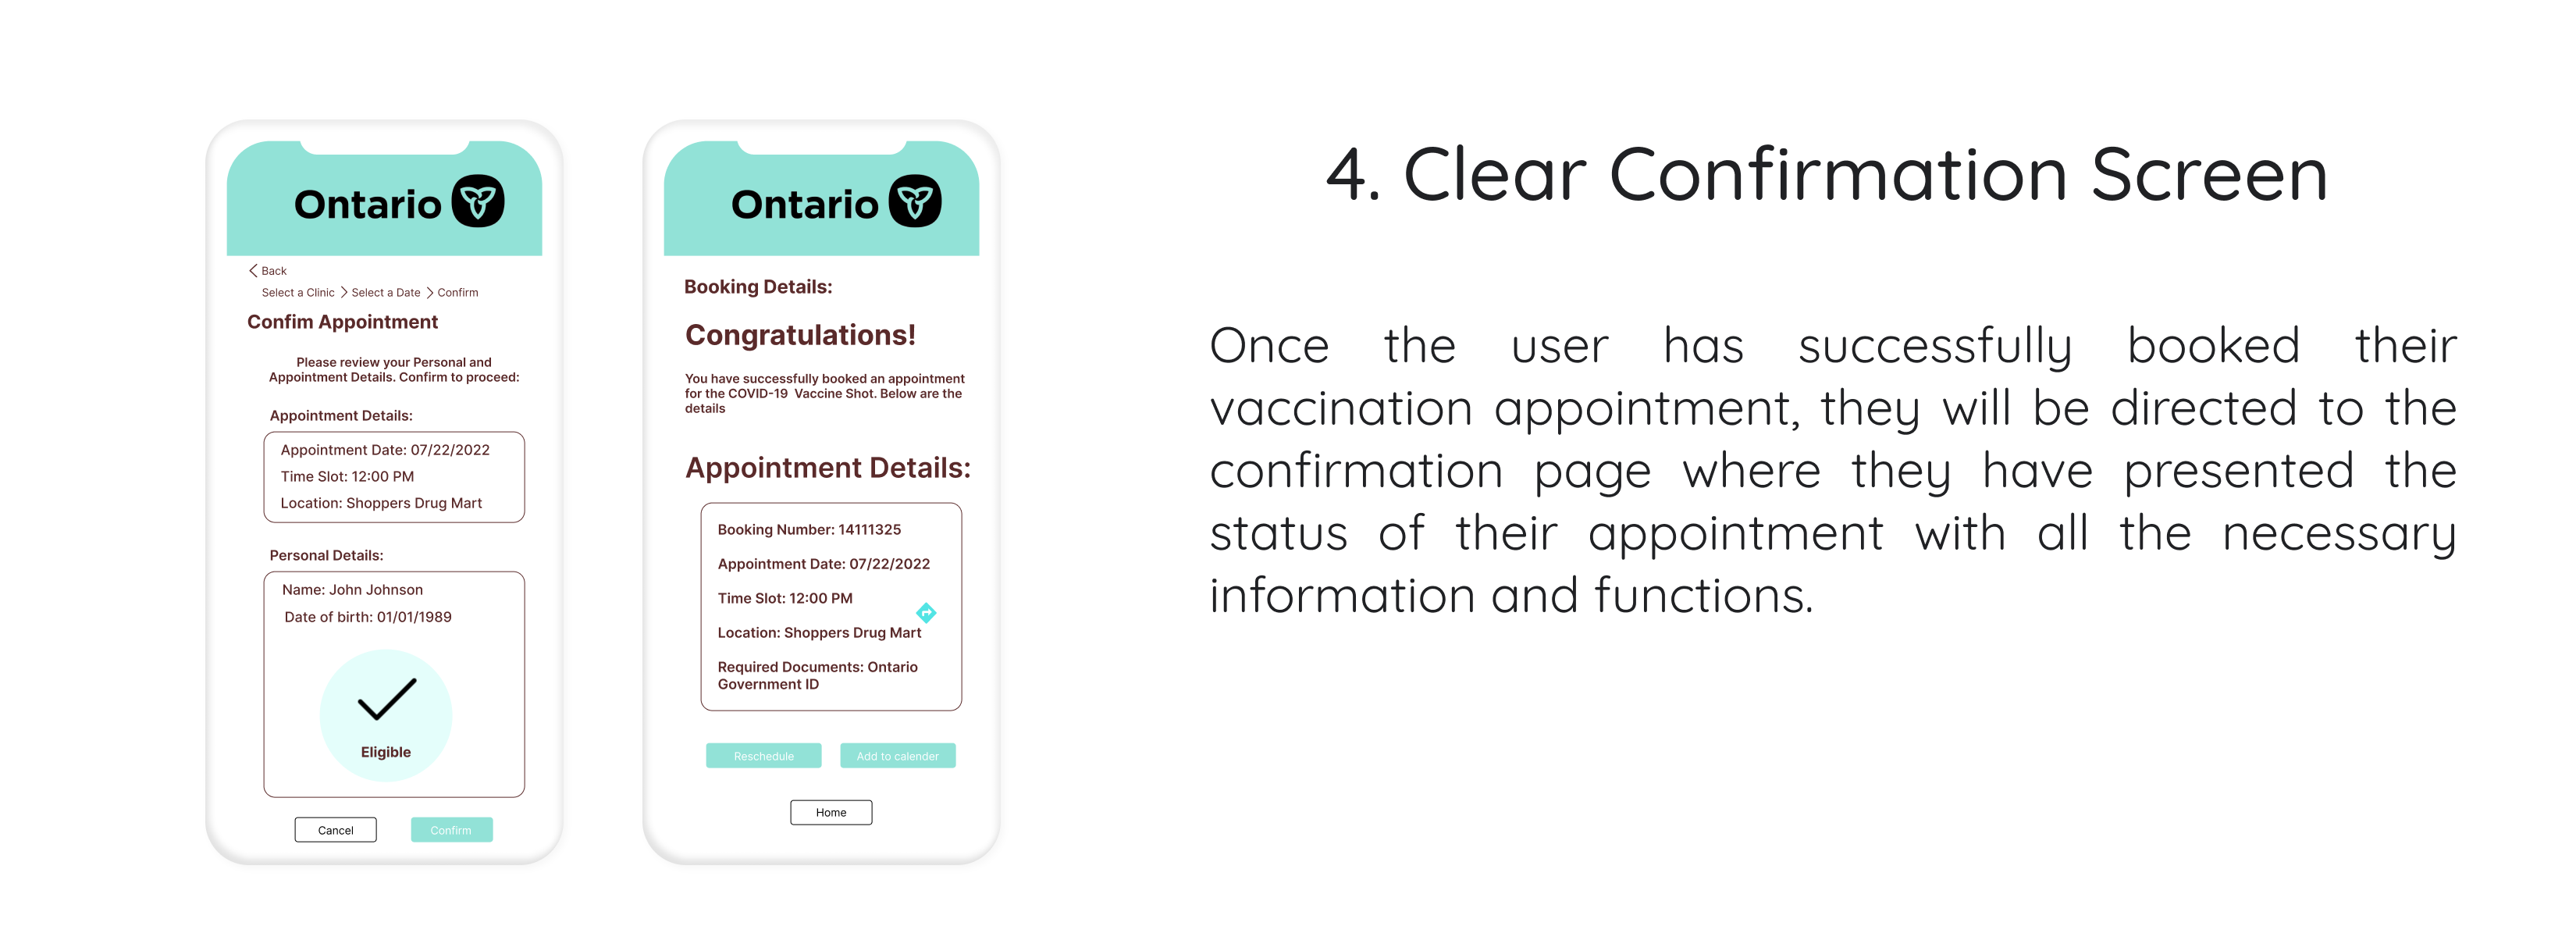 Ontario
Back
Select a Clinic > Select a Date > Confirm
Confim Appointment
Please review your Personal and
Appointment Details. Confirm to proceed:
Appointment Details:
Appointment Date: 07/22/2022
Time Slot: 12:00 PM
Location: Shoppers Drug Mart
Personal Details:
Name: John Johnson
Date of birth: 01/01/1989
Eligible
Cancel
Confirm
Ontario
Booking Details:
Congratulations!
You have successfully booked an appointment
for the COVID-19 Vaccine Shot. Below are the
details
Appointment Details:
Booking Number: 14111325
Appointment Date: 07/22/2022
Time Slot: 12:00 PM
Location: Shoppers Drug Mart
Required Documents: Ontario
Government ID
Reschedule
Add to calender
Home
4. Clear Confirmation Screen
Once the user has successfully booked their
vaccination appointment, they will be directed to the
confirmation page where they have presented the
status of their appointment with all the necessary
information and functions.